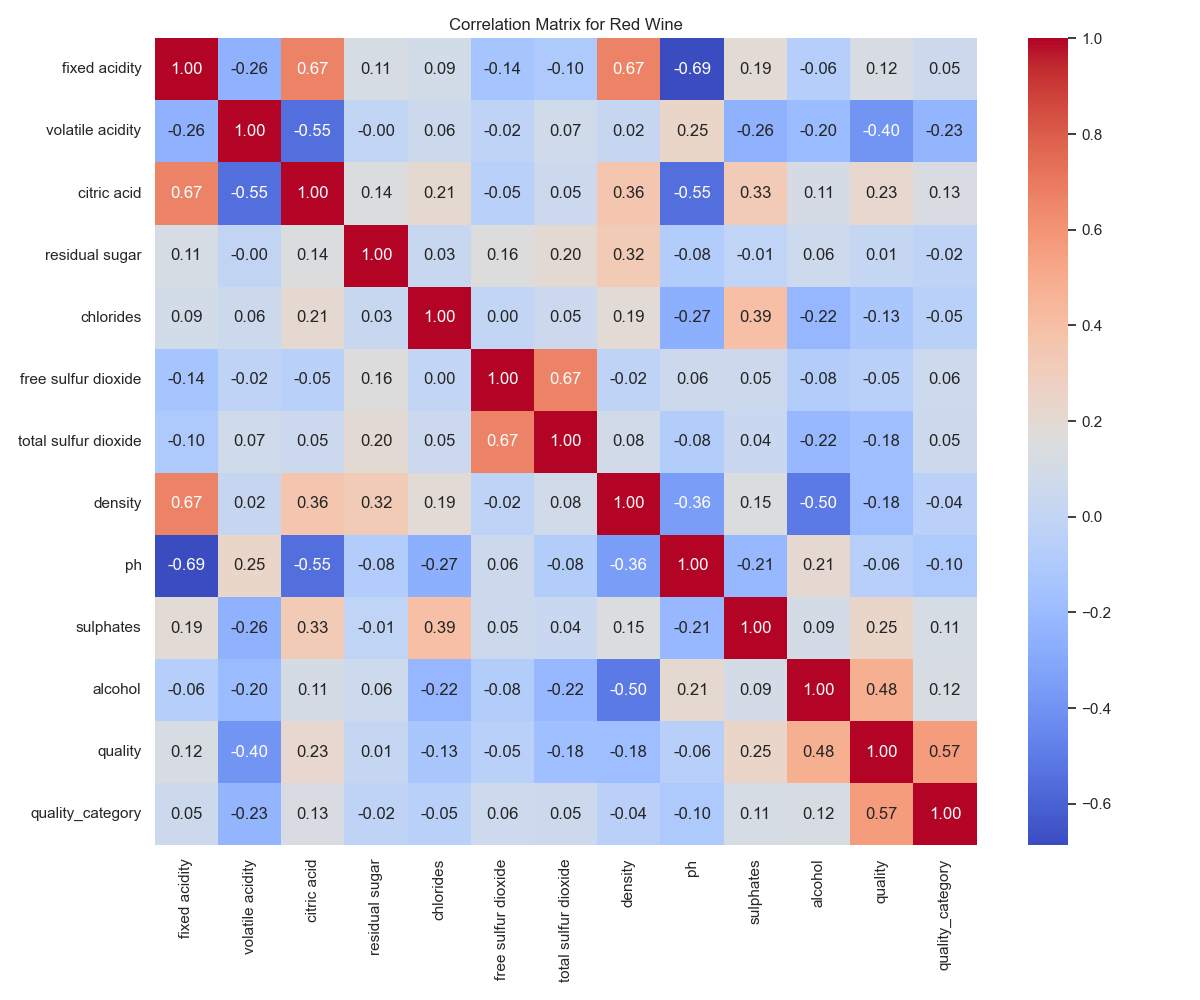 Correlation Matrix for Red Wine
fixed acidity 1.00 -0.26 0.67 0.11 0.09 -0.14 -0.10 0.67 -0.69 0.19 -0.06 0.12 0.05
volatile acidity -0.26 1.00 -0.55 -0.00 0.06 -0.02 0.07 0.02 0.25 -0.26 -0.20 -0.40 -0.23
citric acid 0.67 -0.55 1.00 0.14 0.21 -0.05 0.05 0.36 -0.55 0.33 0.11 0.23 0.13
residual sugar 0.11 -0.00 0.14 1.00 0.03 0.16 0.20 0.32 -0.08 -0.01 0.06 0.01 -0.02
chlorides 0.09 0.06 0.21 0.03 1.00 0.00 0.05 0.19 -0.27 0.39 -0.22 -0.13 -0.05
free sulfur dioxide -0.14 -0.02 -0.05 0.16 0.00 1.00 0.67 -0.02 0.06 0.05 -0.08 -0.05 0.06
total sulfur dioxide -0.10 0.07 0.05 0.20 0.05 0.67 1.00 0.08 -0.08 0.04 -0.22 -0.18 0.05
density 0.67 0.02 0.36 0.32 0.19 -0.02 0.08 1.00 -0.36 0.15 -0.50 -0.18 -0.04
ph -0.69 0.25 -0.55 -0.08 -0.27 0.06 -0.08 -0.36 1.00 -0.21 0.21 -0.06 -0.10
sulphates 0.19 -0.26 0.33 -0.01 0.39 0.05 0.04 0.15 -0.21 1.00 0.09 0.25 0.11
alcohol -0.06 -0.20 0.11 0.06 -0.22 -0.08 -0.22 -0.50 0.21 0.09 1.00 0.48 0.12
quality 0.12 -0.40 0.23 0.01 -0.13 -0.05 -0.18 -0.18 -0.06 0.25 0.48 1.00 0.57
quality_category 0.05 -0.23 0.13 -0.02 -0.05 0.06 0.05 -0.04 -0.10 0.11 0.12 0.57 1.00
fixed acidity
volatile acidity
citric acid
residual sugar
chlorides
free sulfur dioxide
total sulfur dioxide
density
ph
sulphates
alcohol
quality
quality_category
1.0
0.8
0.6
0.4
0.2
0.0
−0.2
−0.4
−0.6